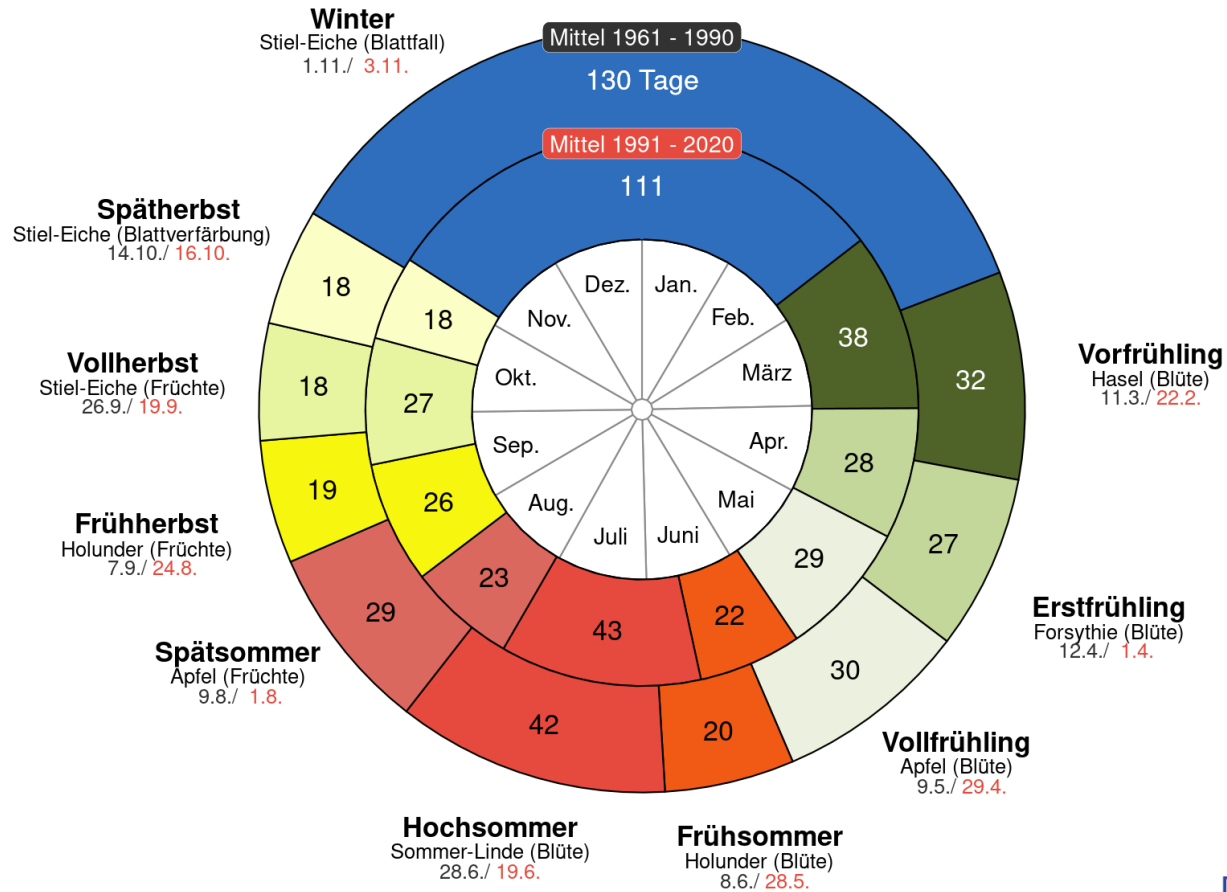 Winter
Stiel-Eiche (Blattfall)
1.11./ 3.11.
Mittel 1961 - 1990
130 Tage
Mittel 1991 - 2020
111
Spätherbst
Stiel-Eiche (Blattverfärbung)
14.10./ 16.10.
18
18
Vollherbst
Stiel-Eiche (Früchte)
26.9./ 19.9.
18
27
Frühherbst
Holunder (Früchte)
7.9./ 24.8.
19
26
Spätsommer
Apfel (Früchte)
9.8./ 1.8.
29
23
Hochsommer
Sommer-Linde (Blüte)
28.6./ 19.6.
42
43
Frühsommer
Holunder (Blüte)
8.6./ 28.5.
20
22
Vollfrühling
Apfel (Blüte)
9.5./ 29.4.
30
29
Erstfrühling
Forsythie (Blüte)
12.4./ 1.4.
27
28
Vorfrühling
Hasel (Blüte)
11.3./ 22.2.
32
38
Jan.
Feb.
März
Apr.
Mai
Juni
Juli
Aug.
Sep.
Okt.
Nov.
Dez.